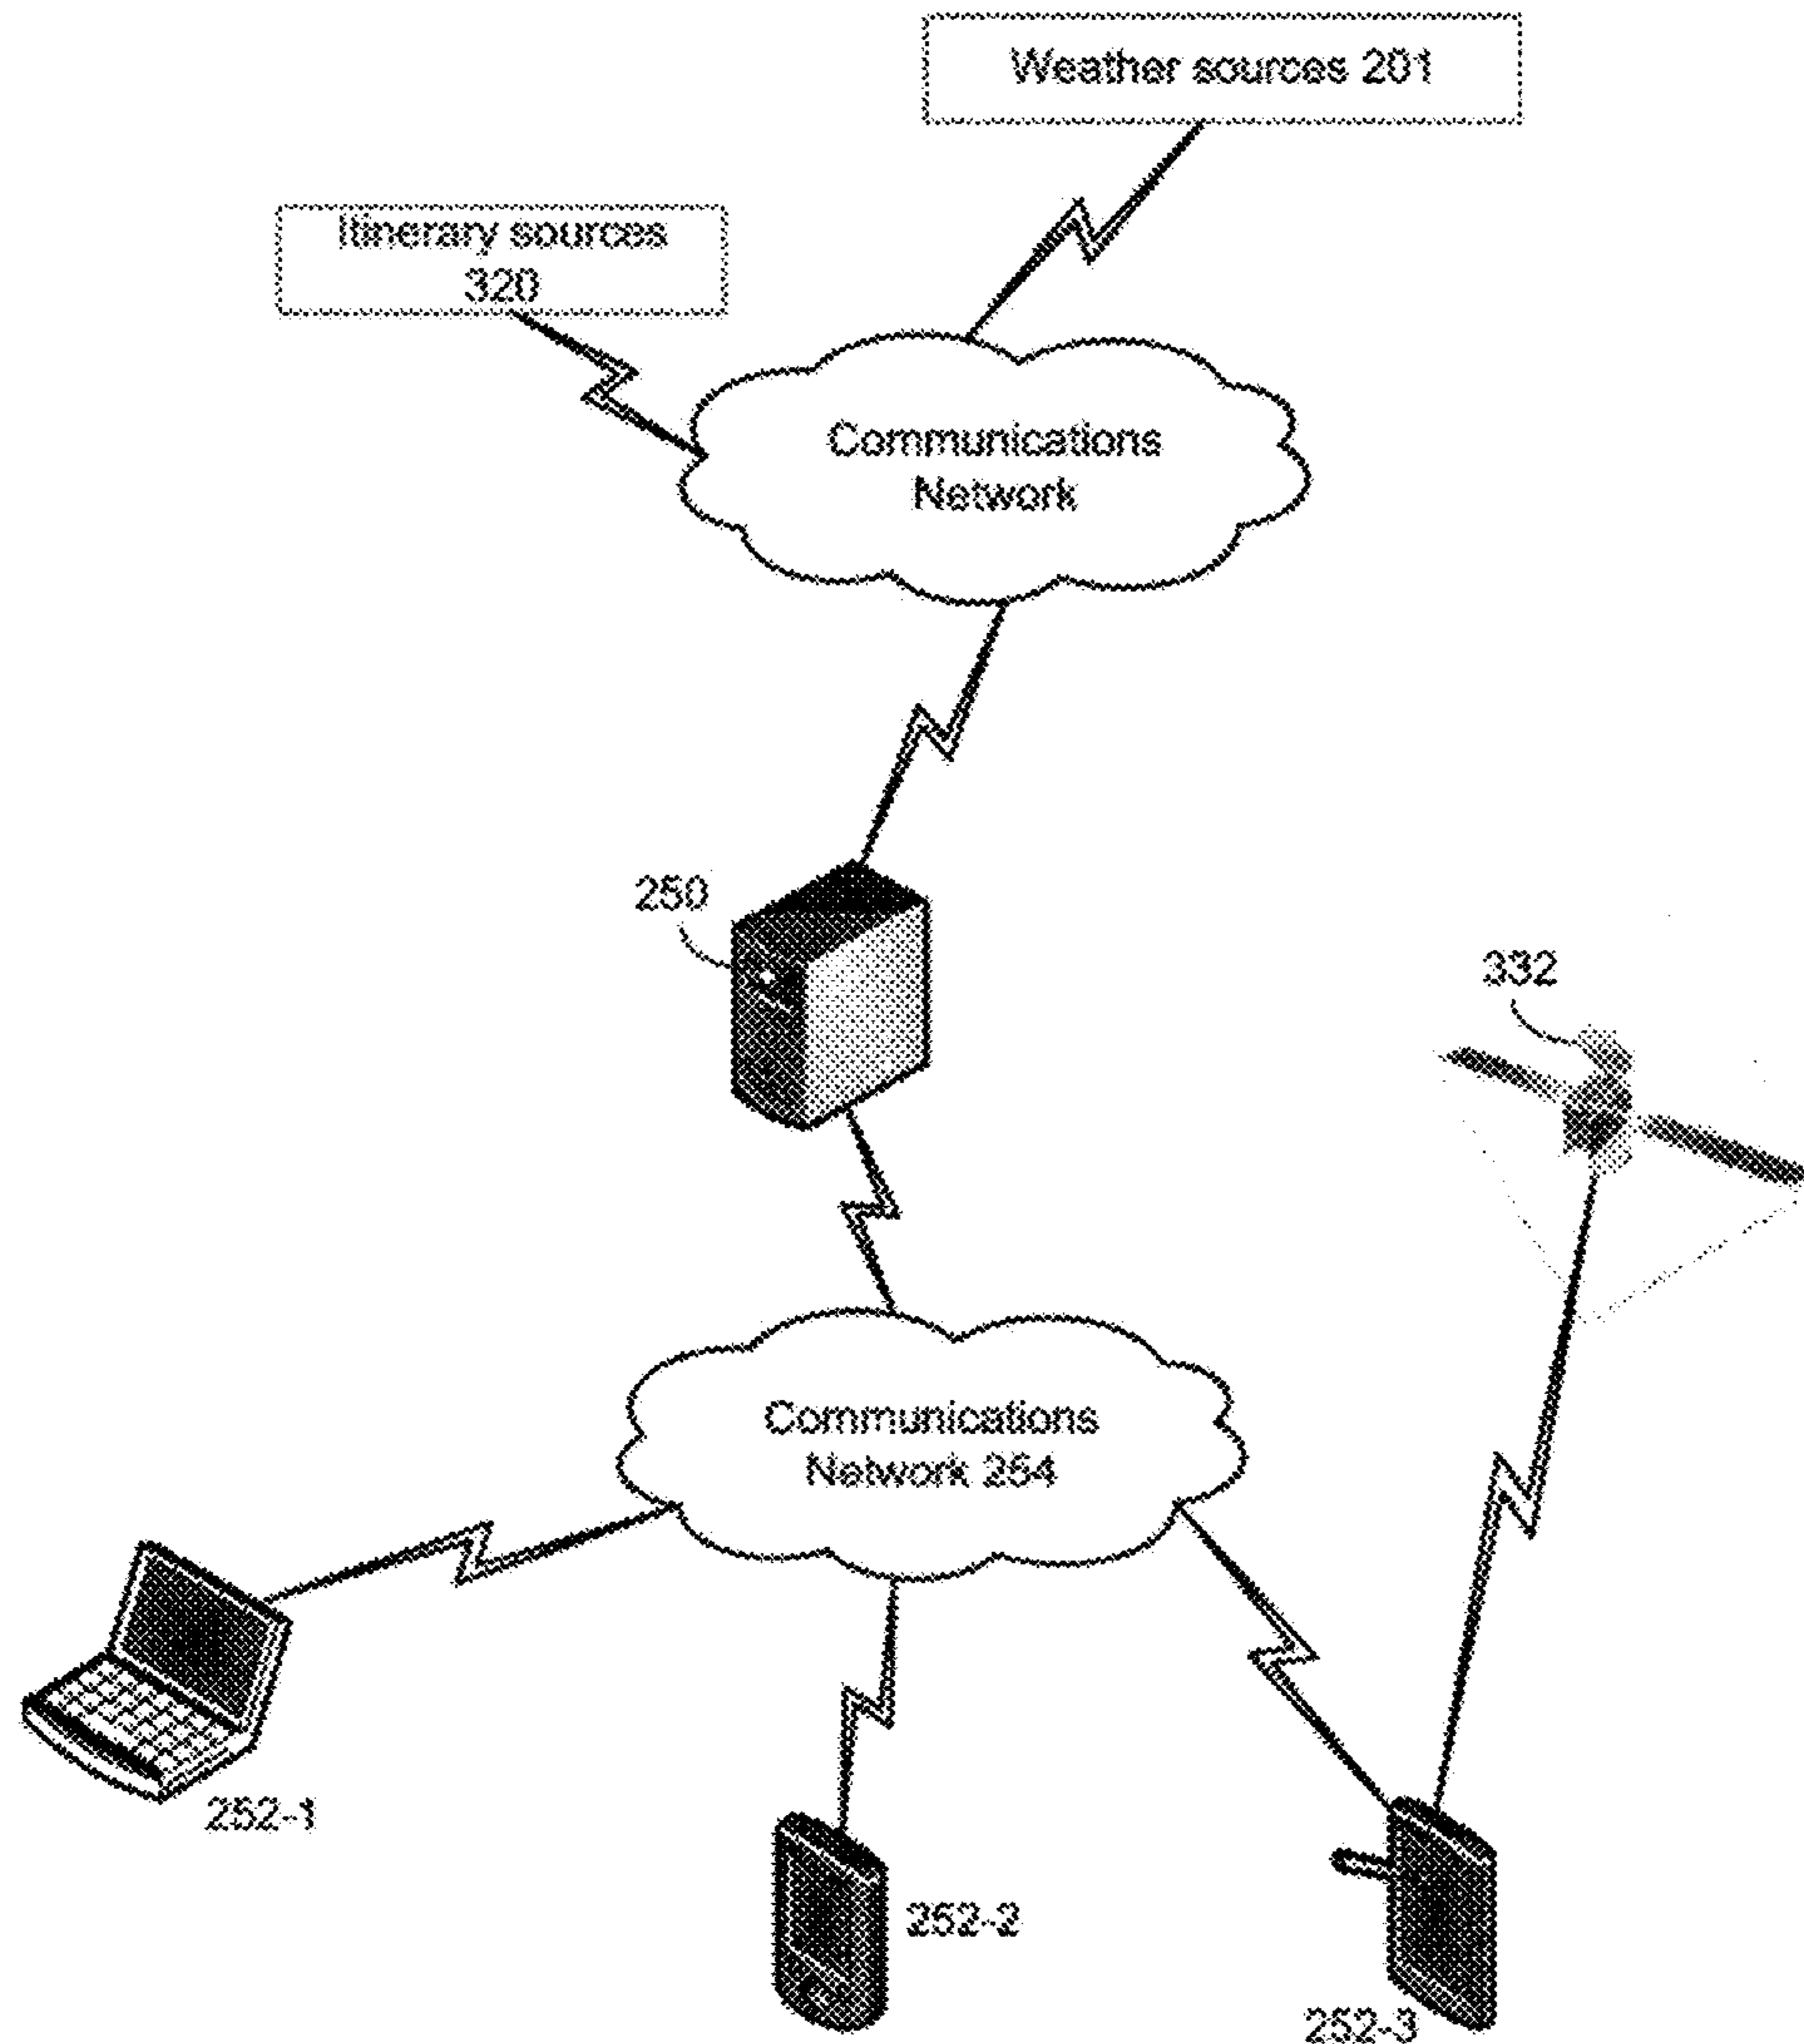 Weather sources 201
Itinerary sources
320
Communications
Network
250
332
Communications
Network 254
252-1
252-2
252-3